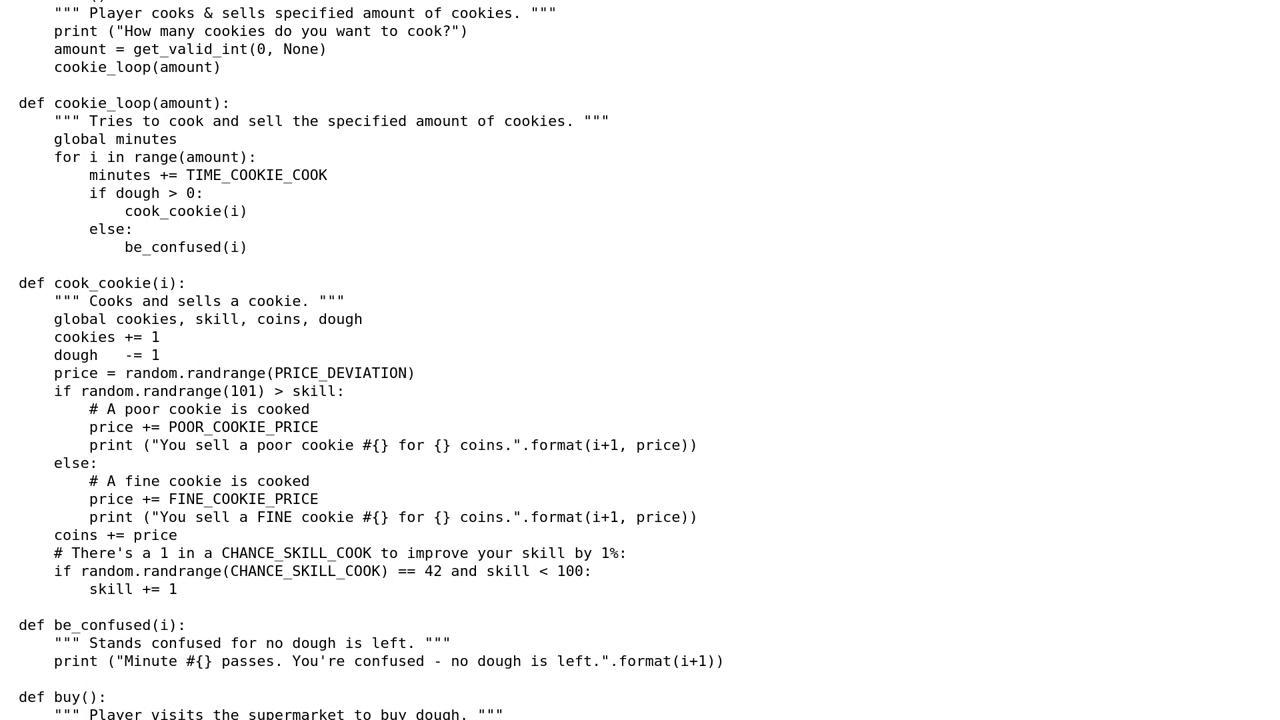 """ Player cooks & sells specified amount of cookies. """
    print ("How many cookies do you want to cook?")
    amount = get_valid_int(0, None)
    cookie_loop(amount)

def cookie_loop(amount):
    """ Tries to cook and sell the specified amount of cookies. """
    global minutes
    for i in range(amount):
        minutes += TIME_COOKIE_COOK
        if dough > 0:
            cook_cookie(i)
        else:
            be_confused(i)

def cook_cookie(i):
    """ Cooks and sells a cookie. """
    global cookies, skill, coins, dough
    cookies += 1
    dough   -= 1
    price = random.randrange(PRICE_DEVIATION)
    if random.randrange(101) > skill:
        # A poor cookie is cooked
        price += POOR_COOKIE_PRICE
        print ("You sell a poor cookie #{} for {} coins.".format(i+1, price))
    else:
        # A fine cookie is cooked
        price += FINE_COOKIE_PRICE
        print ("You sell a FINE cookie #{} for {} coins.".format(i+1, price))
    coins += price
    # There's a 1 in a CHANCE_SKILL_COOK to improve your skill by 1%:
    if random.randrange(CHANCE_SKILL_COOK) == 42 and skill < 100:
        skill += 1

def be_confused(i):
    """ Stands confused for no dough is left. """
    print ("Minute #{} passes. You're confused - no dough is left.".format(i+1))

def buy():
    """ Player visits the supermarket to buy dough. """